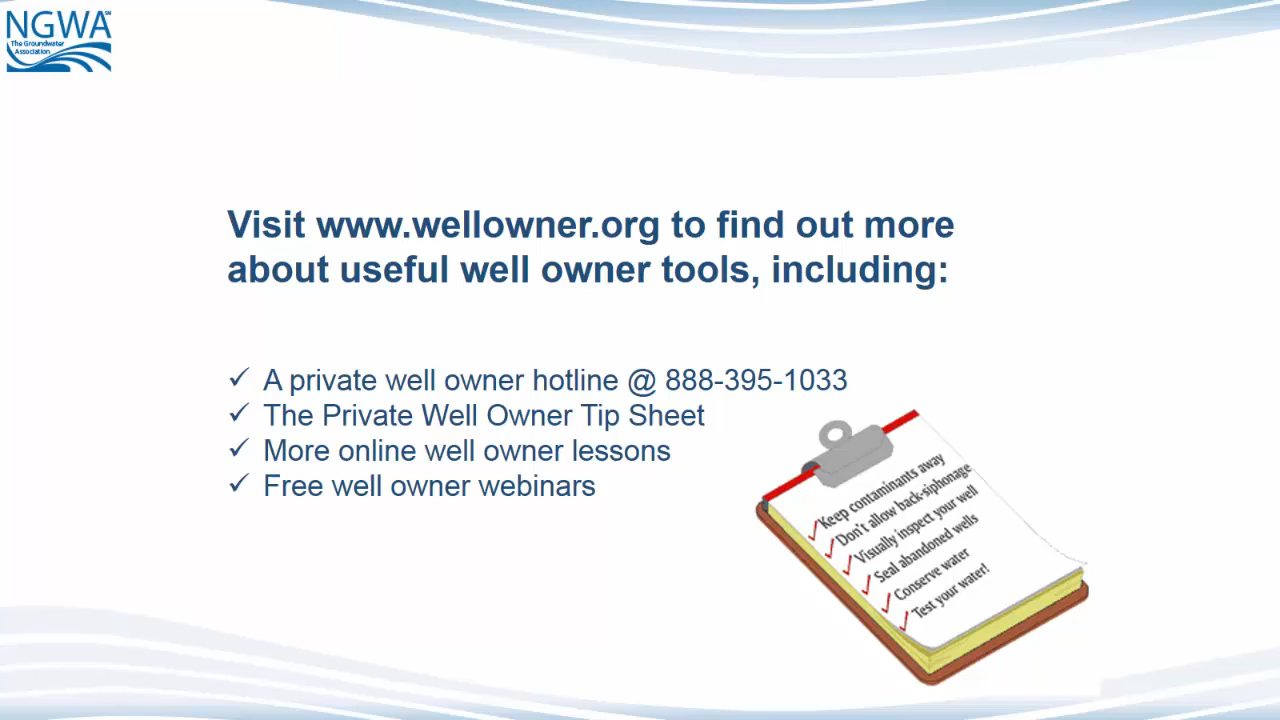 NGWA℠
The Groundwater
Association
Visit www.wellowner.org to find out more
about useful well owner tools, including:
✓ A private well owner hotline @ 888-395-1033
✓ The Private Well Owner Tip Sheet
✓ More online well owner lessons
✓ Free well owner webinars
✓ Keep contaminants away
✓ Don't allow back-siphonage
✓ Visually inspect your well
✓ Seal abandoned wells
✓ Conserve water
✓ Test your water!